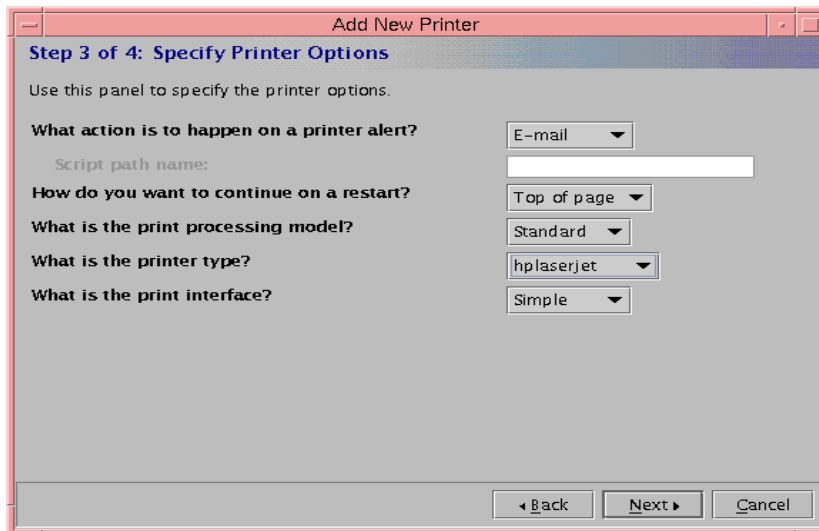 Add New Printer
Step 3 of 4: Specify Printer Options
Use this panel to specify the printer options.
What action is to happen on a printer alert? E-mail
Script path name:
How do you want to continue on a restart? Top of page
What is the print processing model? Standard
What is the printer type? hplaserjet
What is the print interface? Simple
Back Next Cancel